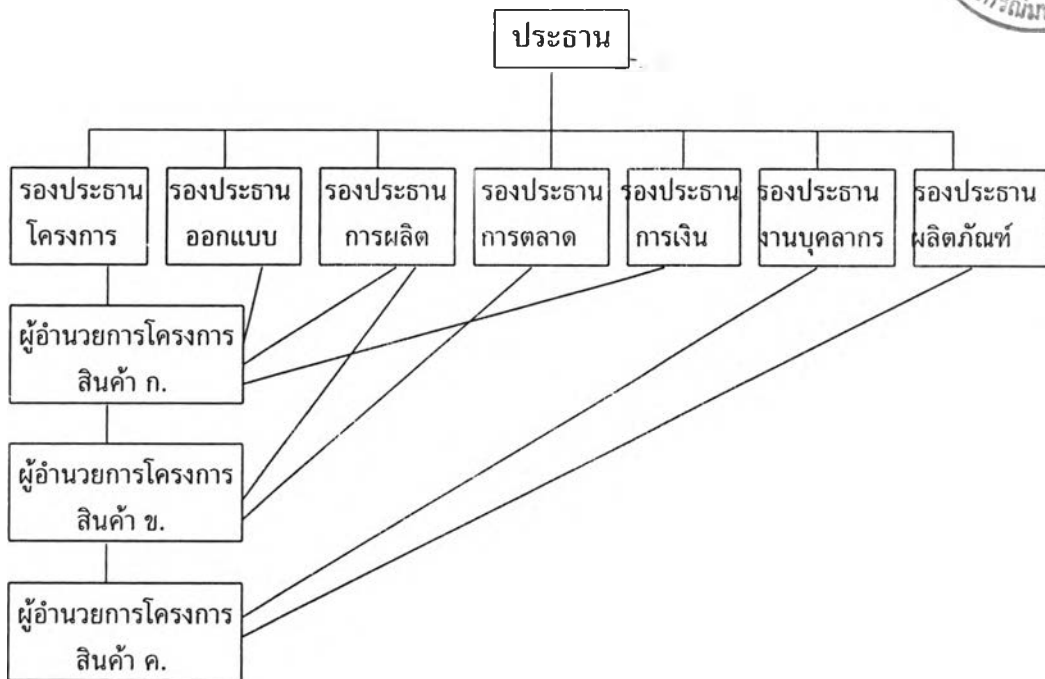 ประธาน
รองประธาน
โครงการ
รองประธาน
ออกแบบ
รองประธาน
การผลิต
รองประธาน
การตลาด
รองประธาน
การเงิน
รองประธาน
งานบุคลากร
รองประธาน
ผลิตภัณฑ์
ผู้อำนวยการโครงการ
สินค้า ก.
ผู้อำนวยการโครงการ
สินค้า ข.
ผู้อำนวยการโครงการ
สินค้า ค.